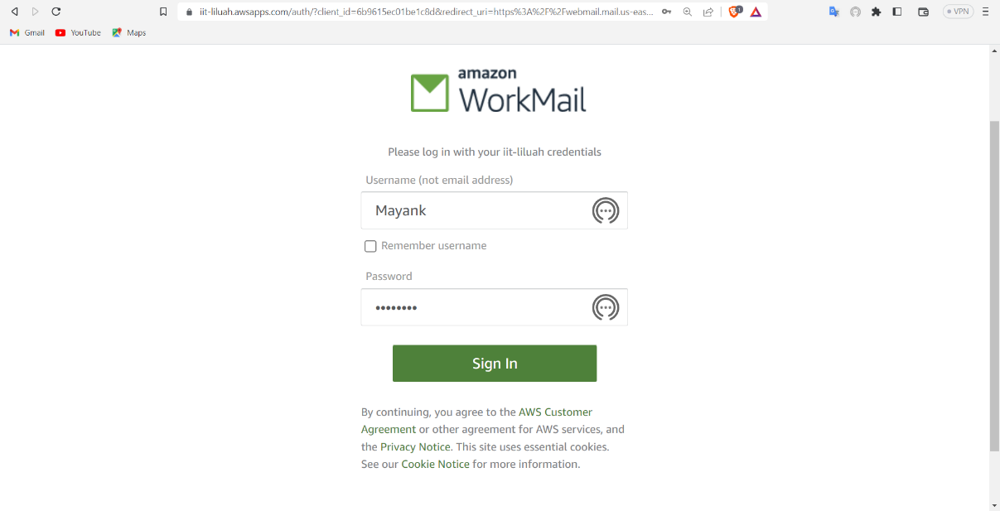 iit-liluah.awsapps.com/auth/?client_id=6b9615ec01be1c8d&redirect_uri=https%3A%2F%2Fwebmail.mail.us-eas...
1
VPN
Gmail
YouTube
Maps
amazon
WorkMail
Please log in with your iit-liluah credentials
Username (not email address)
Mayank
Remember username
Password
••••••••
Sign In
By continuing, you agree to the AWS Customer
Agreement or other agreement for AWS services, and
the Privacy Notice. This site uses essential cookies.
See our Cookie Notice for more information.